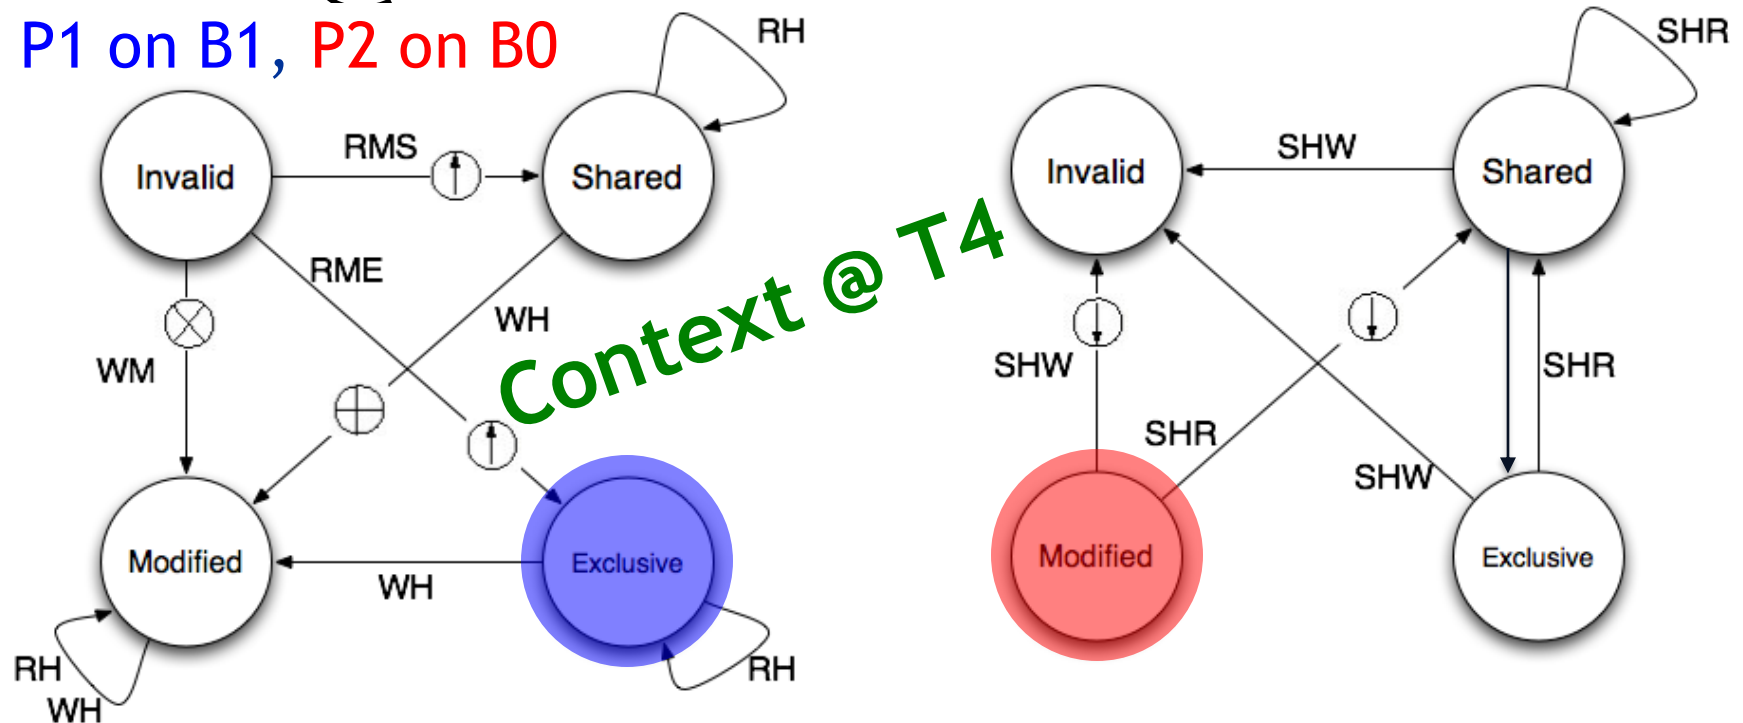 P1 on B1, P2 on B0
RH
SHR
RMS
SHW
Invalid
Shared
Invalid
Shared
RME
WH
Context @ T4
WM
SHW
SHR
SHR
SHW
Modified
WH
Exclusive
Modified
Exclusive
RH
WH
RH